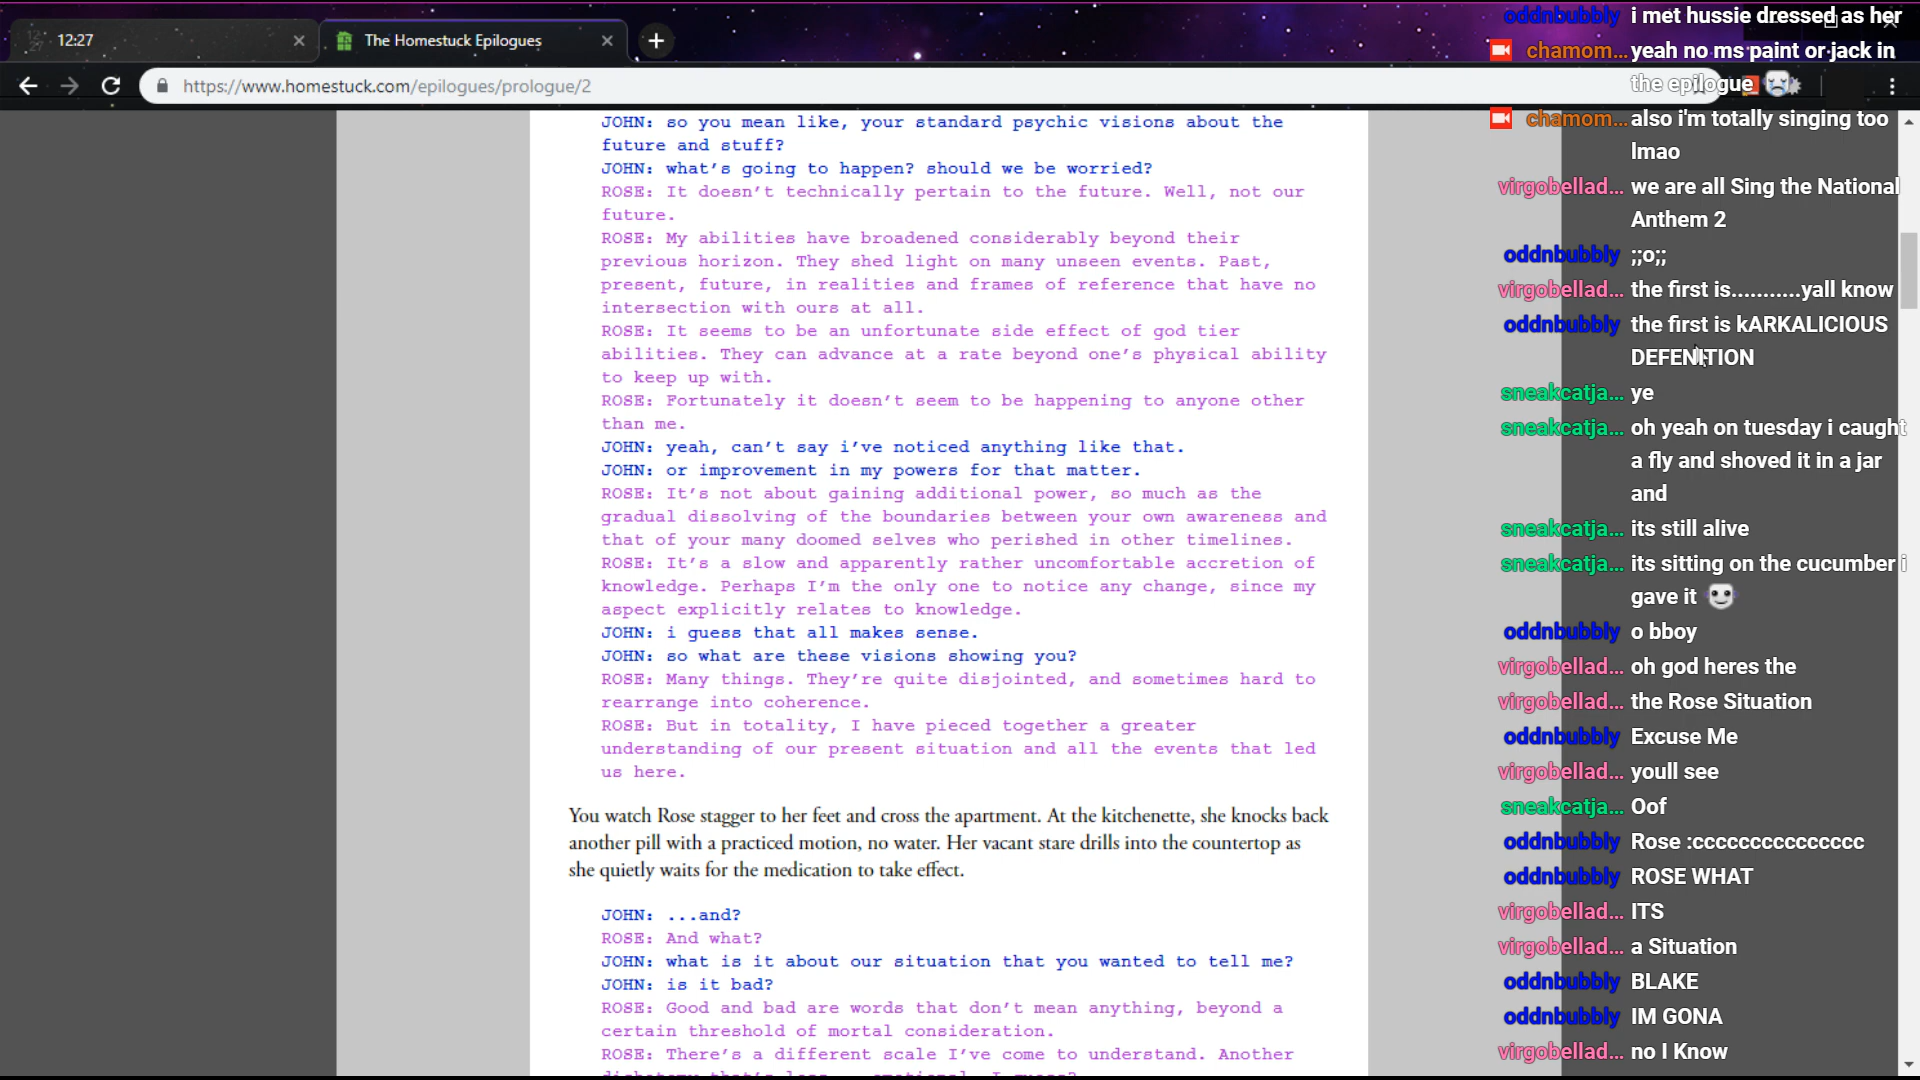 12:27
The Homestuck Epilogues
https://www.homestuck.com/epilogues/prologue/2
JOHN: so you mean like, your standard psychic visions about the
future and stuff?
JOHN: what's going to happen? should we be worried?
ROSE: It doesn't technically pertain to the future. Well, not our
future.
ROSE: My abilities have broadened considerably beyond their
previous horizon. They shed light on many unseen events. Past,
present, future, in realities and frames of reference that have no
intersection with ours at all.
ROSE: It seems to be an unfortunate side effect of god tier
abilities. They can advance at a rate beyond one's physical ability
to keep up with.
ROSE: Fortunately it doesn't seem to be happening to anyone other
than me.
JOHN: yeah, can't say i've noticed anything like that.
JOHN: or improvement in my powers for that matter.
ROSE: It's not about gaining additional power, so much as the
gradual dissolving of the boundaries between your own awareness and
that of your many doomed selves who perished in other timelines.
ROSE: It's a slow and apparently rather uncomfortable accretion of
knowledge. Perhaps I'm the only one to notice any change, since my
aspect explicitly relates to knowledge.
JOHN: i guess that all makes sense.
JOHN: so what are these visions showing you?
ROSE: Many things. They're quite disjointed, and sometimes hard to
rearrange into coherence.
ROSE: But in totality, I have pieced together a greater
understanding of our present situation and all the events that led
us here.
You watch Rose stagger to her feet and cross the apartment. At the kitchenette, she knocks back
another pill with a practiced motion, no water. Her vacant stare drills into the countertop as
she quietly waits for the medication to take effect.
JOHN: ...and?
ROSE: And what?
JOHN: what is it about our situation that you wanted to tell me?
JOHN: is it bad?
ROSE: Good and bad are words that don't mean anything, beyond a
certain threshold of mortal consideration.
ROSE: There's a different scale I've come to understand. Another
oddnbubbly i met hussie dressed as her
chamom... yeah no ms paint or jack in
the epilogue
chamom... also i'm totally singing too
lmao
virgobellad... we are all Sing the National
Anthem 2
oddnbubbly ;;o;;
virgobellad... the first is...........yall know
oddnbubbly the first is kARKALICIOUS
DEFENITION
sneakcatja... ye
sneakcatja... oh yeah on tuesday i caught
a fly and shoved it in a jar
and
sneakcatja... its still alive
sneakcatja... its sitting on the cucumber i
gave it
oddnbubbly o bboy
virgobellad... oh god heres the
virgobellad... the Rose Situation
oddnbubbly Excuse Me
virgobellad... youll see
sneakcatja... Oof
oddnbubbly Rose :ccccccccccccccc
oddnbubbly ROSE WHAT
virgobellad... ITS
virgobellad... a Situation
oddnbubbly BLAKE
oddnbubbly IM GONA
virgobellad... no I Know